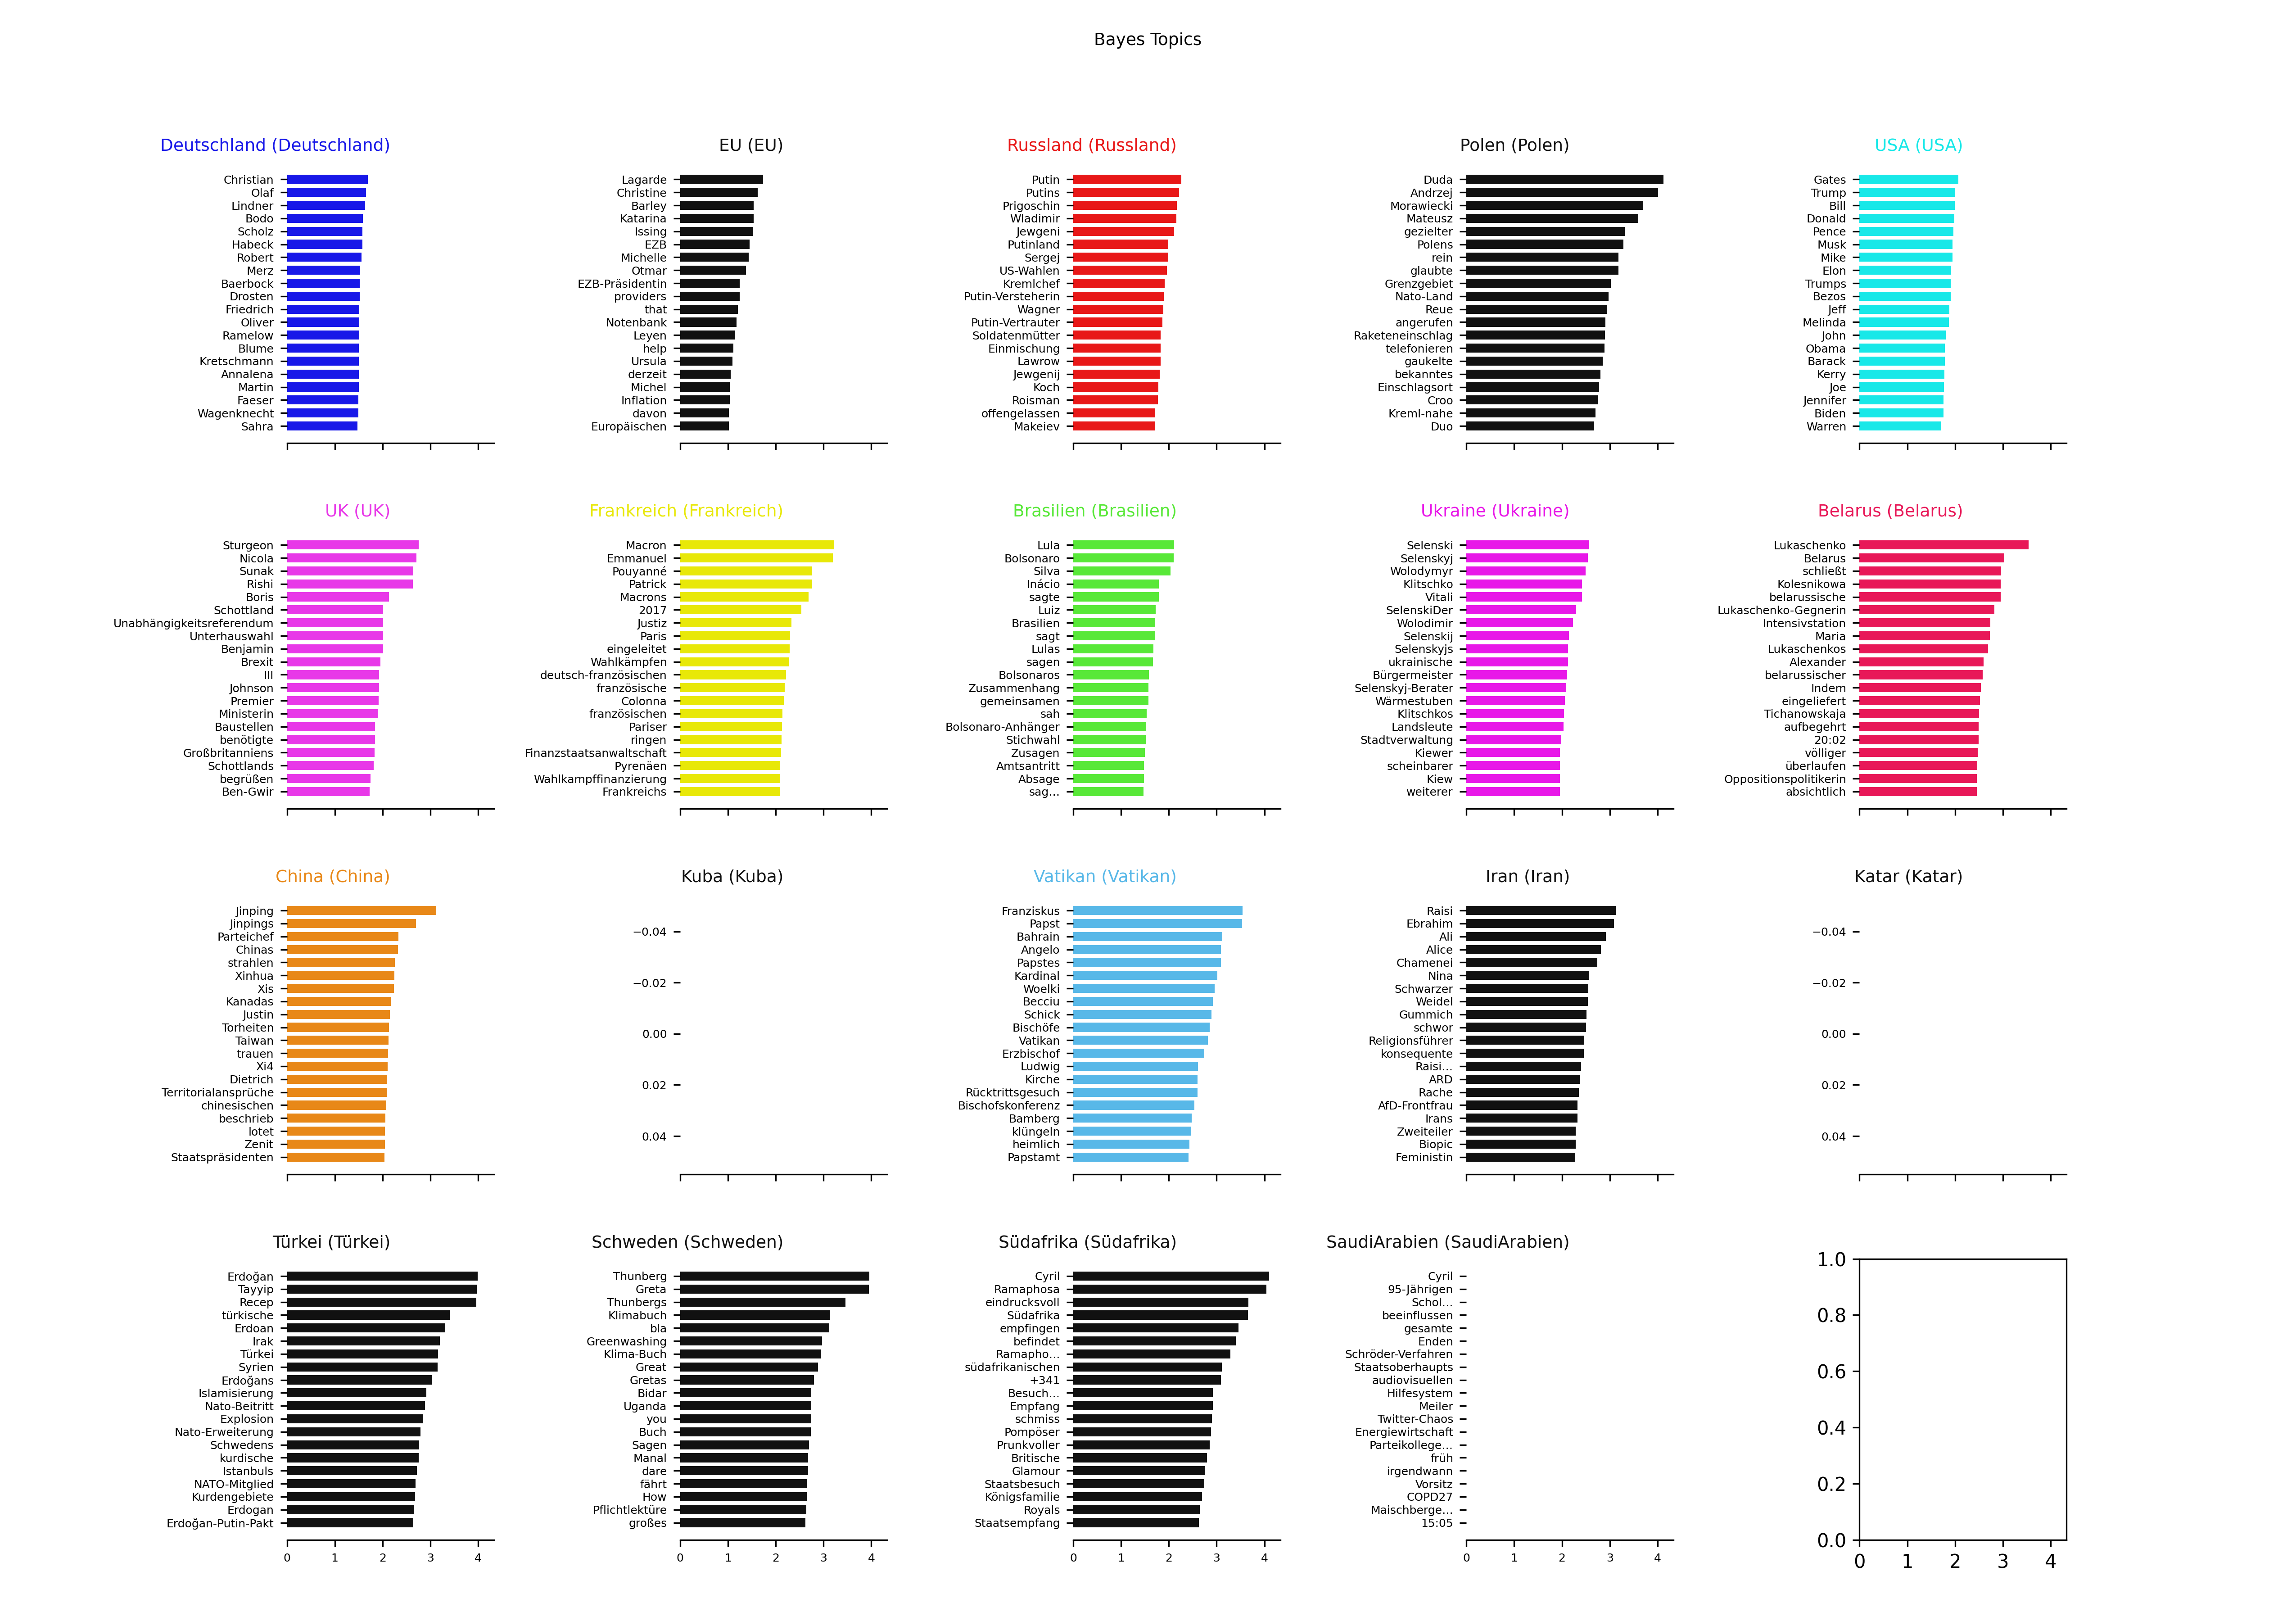 Bayes Topics
Deutschland (Deutschland)
Christian
Olaf
Lindner
Bodo
Scholz
Habeck
Robert
Merz
Baerbock
Drosten
Friedrich
Oliver
Ramelow
Blume
Kretschmann
Annalena
Martin
Faeser
Wagenknecht
Sahra
EU (EU)
Lagarde
Christine
Barley
Katarina
Issing
EZB
Michelle
Otmar
EZB-Präsidentin
providers
that
Notenbank
Leyen
help
Ursula
derzeit
Michel
Inflation
davon
Europäischen
Russland (Russland)
Putin
Putins
Prigoschin
Wladimir
Jewgeni
Putinland
Sergej
US-Wahlen
Kremlchef
Putin-Versteherin
Wagner
Putin-Vertrauter
Soldatenmütter
Einmischung
Lawrow
Jewgenij
Koch
Roisman
offengelassen
Makeiev
Polen (Polen)
Duda
Andrzej
Morawiecki
Mateusz
gezielter
Polens
rein
glaubte
Grenzgebiet
Nato-Land
Reue
angerufen
Raketeneinschlag
telefonieren
gaukelte
bekanntes
Einschlagsort
Croo
Kreml-nahe
Duo
USA (USA)
Gates
Trump
Bill
Donald
Pence
Musk
Mike
Elon
Trumps
Bezos
Jeff
Melinda
John
Obama
Barack
Kerry
Joe
Jennifer
Biden
Warren
UK (UK)
Sturgeon
Nicola
Sunak
Rishi
Boris
Schottland
Unabhängigkeitsreferendum
Unterhauswahl
Benjamin
Brexit
III
Johnson
Premier
Ministerin
Baustellen
benötigte
Großbritanniens
Schottlands
begrüßen
Ben-Gwir
Frankreich (Frankreich)
Macron
Emmanuel
Pouyanné
Patrick
Macrons
2017
Justiz
Paris
eingeleitet
Wahlkämpfen
deutsch-französischen
französische
Colonna
französischen
Pariser
ringen
Finanzstaatsanwaltschaft
Pyrenäen
Wahlkampffinanzierung
Frankreichs
Brasilien (Brasilien)
Lula
Bolsonaro
Silva
Inácio
sagte
Luiz
Brasilien
sagt
Lulas
sagen
Bolsonaros
Zusammenhang
gemeinsamen
sah
Bolsonaro-Anhänger
Stichwahl
Zusagen
Amtsantritt
Absage
sag…
Ukraine (Ukraine)
Selenski
Selenskyj
Wolodymyr
Klitschko
Vitali
SelenskiDer
Wolodimir
Selenskij
Selenskyjs
ukrainische
Bürgermeister
Selenskyj-Berater
Wärmestuben
Klitschkos
Landsleute
Stadtverwaltung
Kiewer
scheinbarer
Kiew
weiterer
Belarus (Belarus)
Lukaschenko
Belarus
schließt
Kolesnikowa
belarussische
Lukaschenko-Gegnerin
Intensivstation
Maria
Lukaschenkos
Alexander
belarussischer
Indem
eingeliefert
Tichanowskaja
aufbegehrt
20:02
völliger
überlaufen
Oppositionspolitikerin
absichtlich
China (China)
Jinping
Jinpings
Parteichef
Chinas
strahlen
Xinhua
Xis
Kanadas
Justin
Torheiten
Taiwan
trauen
Xi4
Dietrich
Territorialansprüche
chinesischen
beschrieb
lotet
Zenit
Staatspräsidenten
Kuba (Kuba)
−0.04
−0.02
0.00
0.02
0.04
Vatikan (Vatikan)
Franziskus
Papst
Bahrain
Angelo
Papstes
Kardinal
Woelki
Becciu
Schick
Bischöfe
Vatikan
Erzbischof
Ludwig
Kirche
Rücktrittsgesuch
Bischofskonferenz
Bamberg
klüngeln
heimlich
Papstamt
Iran (Iran)
Raisi
Ebrahim
Ali
Alice
Chamenei
Nina
Schwarzer
Weidel
Gummich
schwor
Religionsführer
konsequente
Raisi…
ARD
Rache
AfD-Frontfrau
Irans
Zweiteiler
Biopic
Feministin
Katar (Katar)
−0.04
−0.02
0.00
0.02
0.04
Türkei (Türkei)
Erdoğan
Tayyip
Recep
türkische
Erdoan
Irak
Türkei
Syrien
Erdoğans
Islamisierung
Nato-Beitritt
Explosion
Nato-Erweiterung
Schwedens
kurdische
Istanbuls
NATO-Mitglied
Kurdengebiete
Erdogan
Erdoğan-Putin-Pakt
0 1 2 3 4
Schweden (Schweden)
Thunberg
Greta
Thunbergs
Klimabuch
bla
Greenwashing
Klima-Buch
Great
Gretas
Bidar
Uganda
you
Buch
Sagen
Manal
dare
fährt
How
Pflichtlektüre
großes
0 1 2 3 4
Südafrika (Südafrika)
Cyril
Ramaphosa
eindrucksvoll
Südafrika
empfingen
befindet
Ramapho…
südafrikanischen
+341
Besuch…
Empfang
schmiss
Pompöser
Prunkvoller
Britische
Glamour
Staatsbesuch
Königsfamilie
Royals
Staatsempfang
0 1 2 3 4
SaudiArabien (SaudiArabien)
Cyril
95-Jährigen
Schol…
beeinflussen
gesamte
Enden
Schröder-Verfahren
Staatsoberhaupts
audiovisuellen
Hilfesystem
Meiler
Twitter-Chaos
Energiewirtschaft
Parteikollege…
früh
irgendwann
Vorsitz
COPD27
Maischberge…
15:05
0 1 2 3 4
1.0
0.8
0.6
0.4
0.2
0.0
0 1 2 3 4